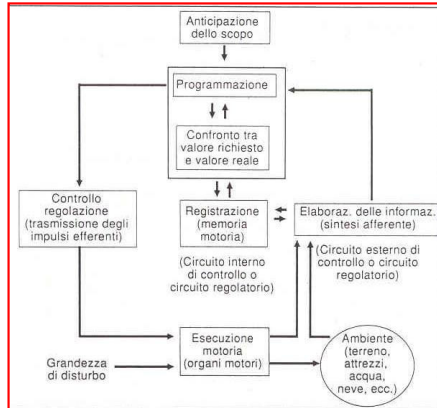 Anticipazione
dello scopo
Programmazione
Confronto tra
valore richiesto
e valore reale
Controllo
regolazione
(trasmissione degli
impulsi efferenti)
Registrazione
(memoria
motoria)
Elaboraz. delle informaz.
(sintesi afferente)
(Circuito interno
di controllo o
circuito regolatorio)
(Circuito esterno di
controllo o circuito
regolatorio)
Esecuzione
motoria
(organi motori)
Ambiente
(terreno,
attrezzi,
acqua,
neve, ecc.)
Grandezza
di disturbo